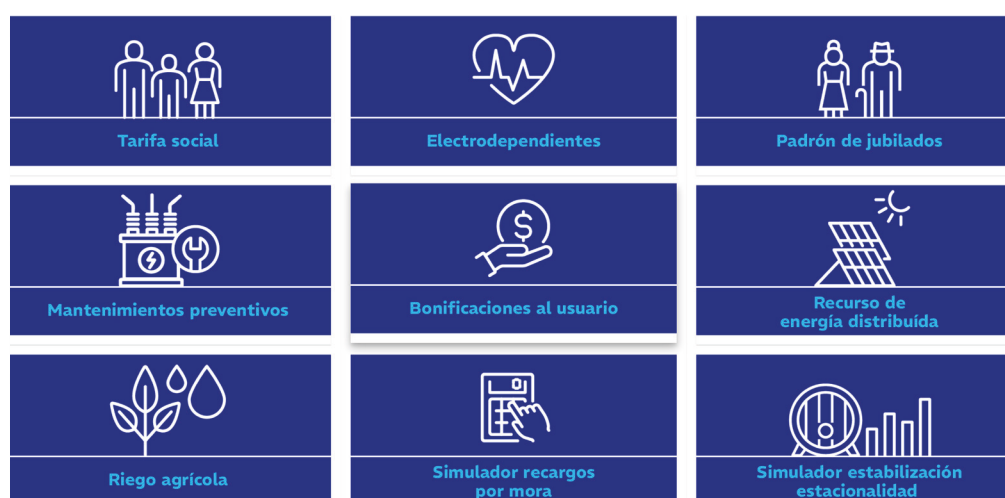 Tarifa social
Electrodependientes
Padrón de jubilados
Mantenimientos preventivos
$
Bonificaciones al usuario
Recurso de
energía distribuída
0
Riego agrícola
Simulador recargos
por mora
Simulador estabilización
estacionalidad